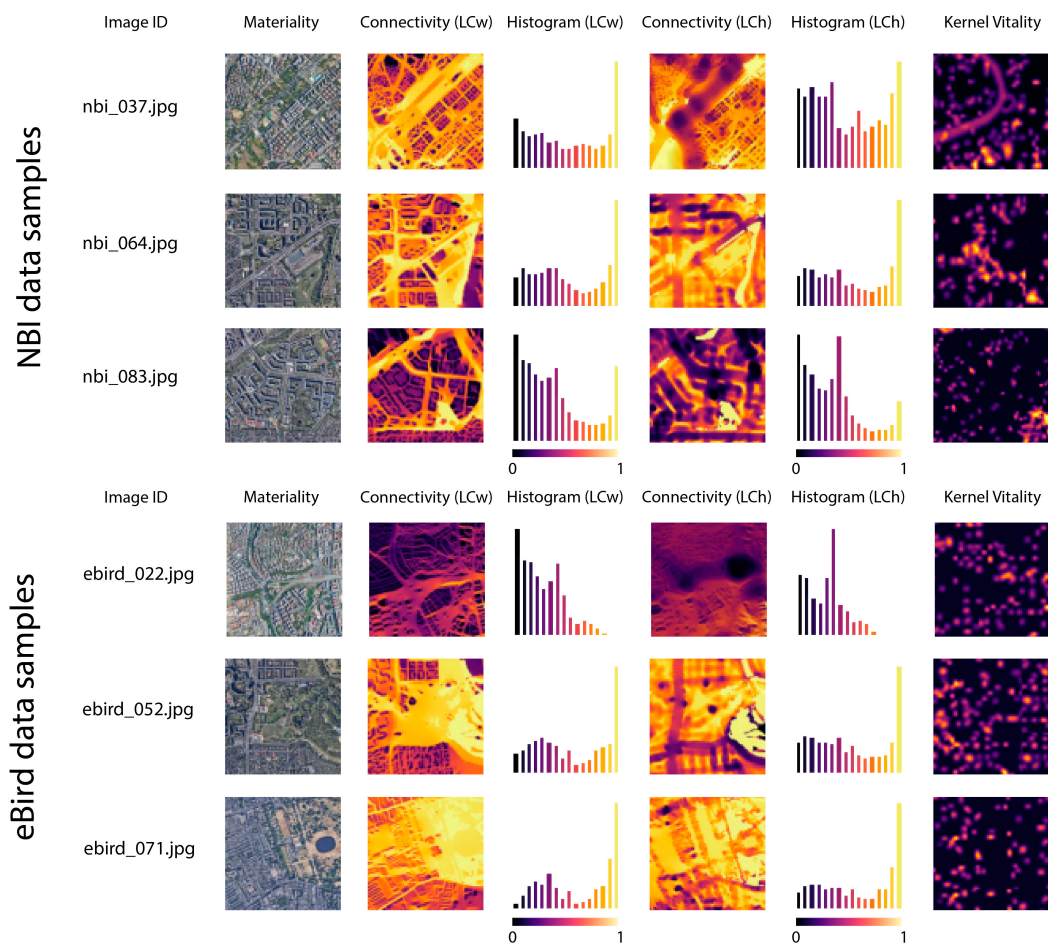 Image ID Materiality Connectivity (LCw) Histogram (LCw) Connectivity (LCh) Histogram (LCh) Kernel Vitality
NBI data samples
nbi_037.jpg
nbi_064.jpg
nbi_083.jpg
0 1 0 1
Image ID Materiality Connectivity (LCw) Histogram (LCw) Connectivity (LCh) Histogram (LCh) Kernel Vitality
eBird data samples
ebird_022.jpg
ebird_052.jpg
ebird_071.jpg
0 1 0 1